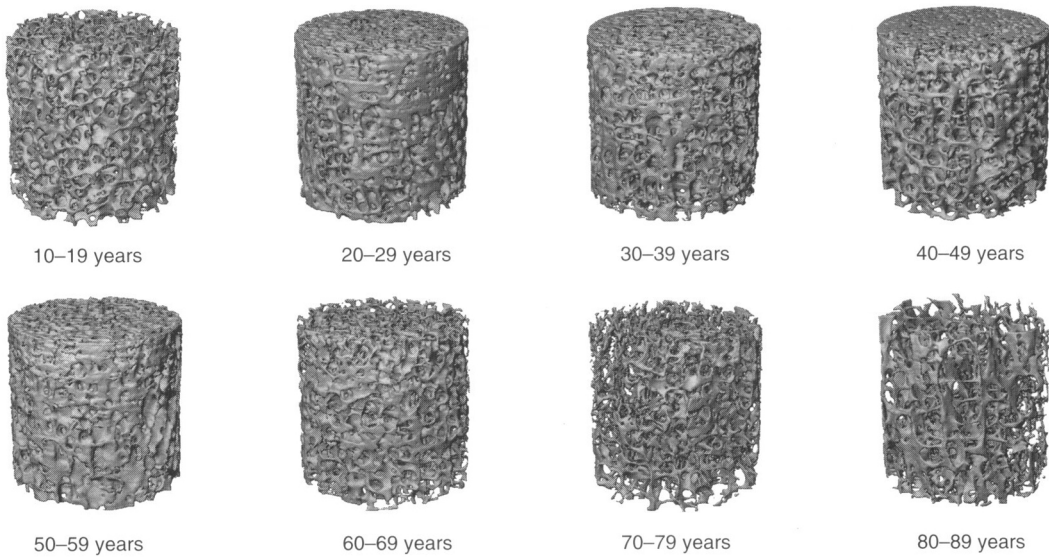 10–19 years
20–29 years
30–39 years
40–49 years
50–59 years
60–69 years
70–79 years
80–89 years